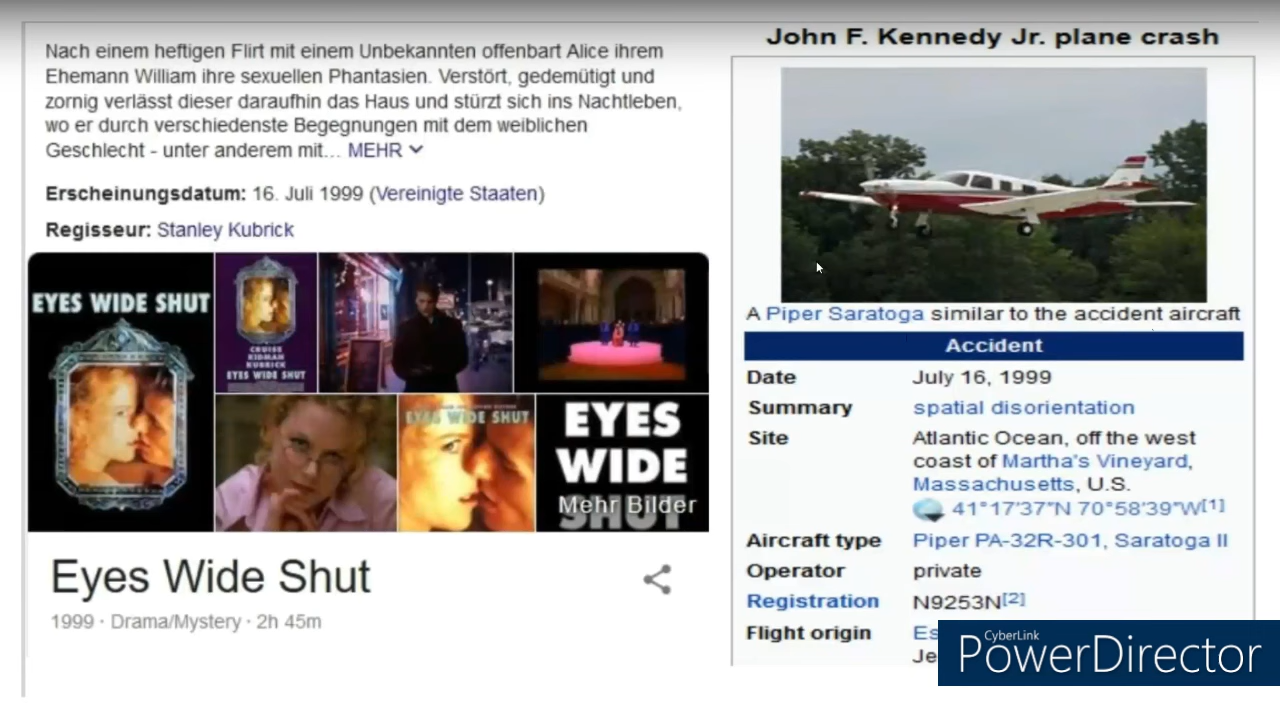 Nach einem heftigen Flirt mit einem Unbekannten offenbart Alice ihrem
Ehemann William ihre sexuellen Phantasien. Verstört, gedemütigt und
zornig verlässt dieser daraufhin das Haus und stürzt sich ins Nachtleben,
wo er durch verschiedenste Begegnungen mit dem weiblichen
Geschlecht - unter anderem mit... MEHR
Erscheinungsdatum: 16. Juli 1999 (Vereinigte Staaten)
Regisseur: Stanley Kubrick
EYES WIDE SHUT
CRUISE
KIDMAN
KUBRICK
EYES WIDE SHUT
EYES WIDE SHUT
EYES
WIDE
SHUT
Mehr Bilder
Eyes Wide Shut
1999 · Drama/Mystery · 2h 45m
John F. Kennedy Jr. plane crash
A Piper Saratoga similar to the accident aircraft
Accident
Date July 16, 1999
Summary spatial disorientation
Site Atlantic Ocean, off the west
coast of Martha's Vineyard,
Massachusetts, U.S.
41°17′37″N 70°58′39″W[1]
Aircraft type Piper PA-32R-301, Saratoga II
Operator private
Registration N9253N[2]
Flight origin Es
Je
CyberLink
PowerDirector